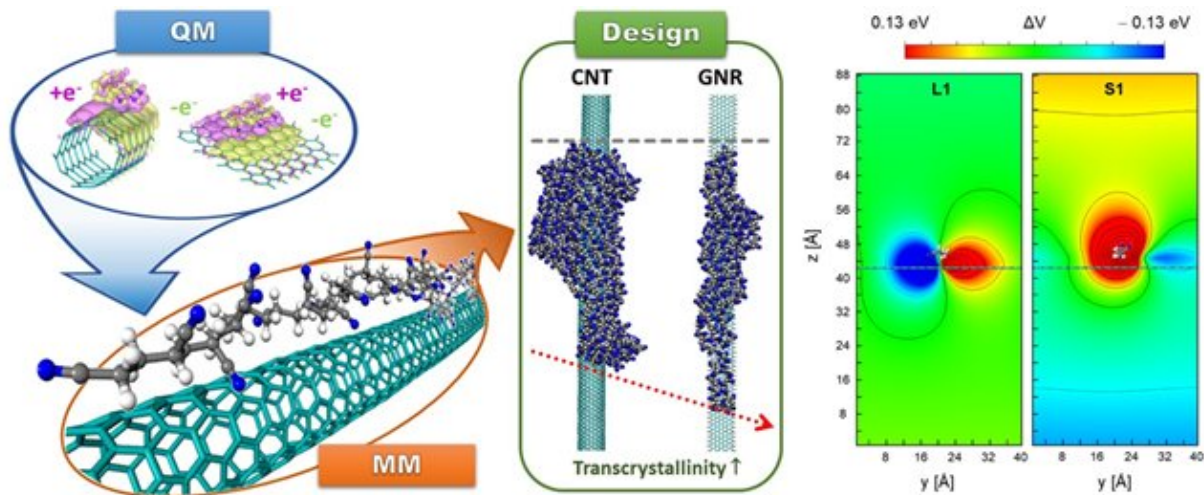 QM
+e⁻
-e⁻
+e⁻
-e⁻
MM
Design
CNT
GNR
Transcrystallinity ↑
0.13 eV ΔV − 0.13 eV
L1
S1
88
80
72
64
56
48
40
32
24
16
8
z [Å]
8 16 24 32 40
8 16 24 32 40
y [Å]
y [Å]